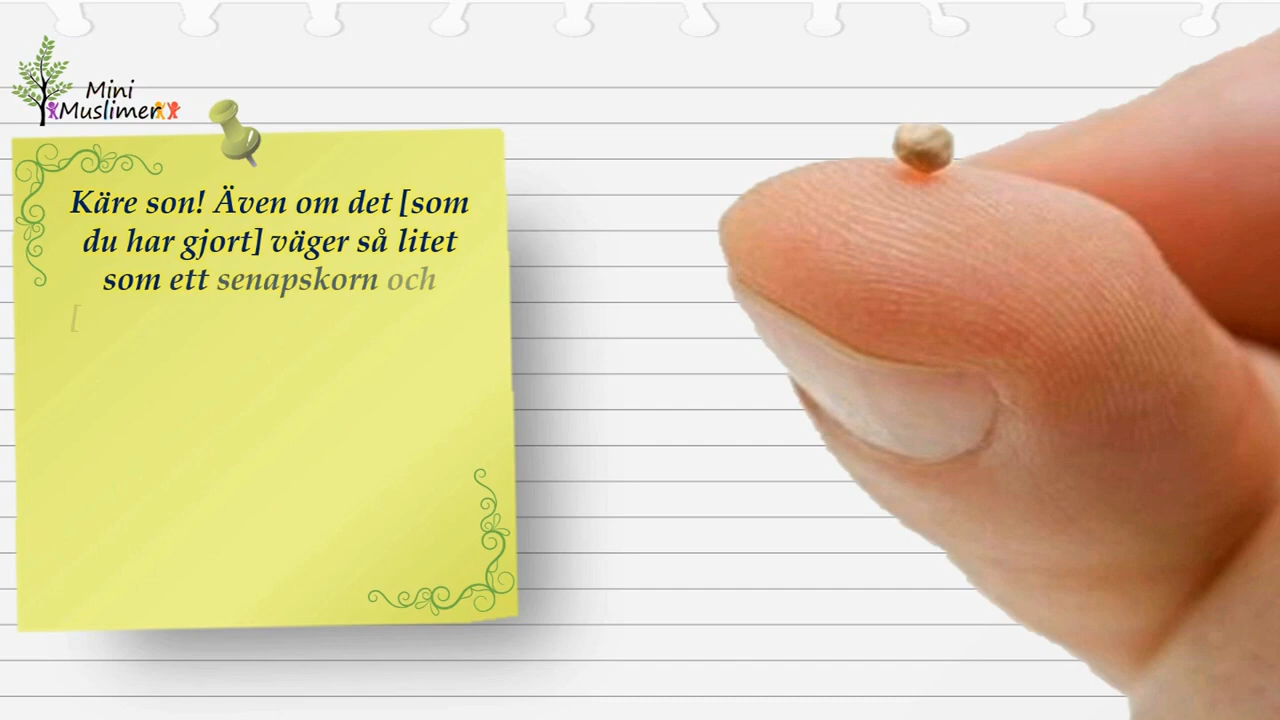 Mini
Muslimer
Käre son! Även om det [som
du har gjort] väger så litet
som ett senapskorn och
[